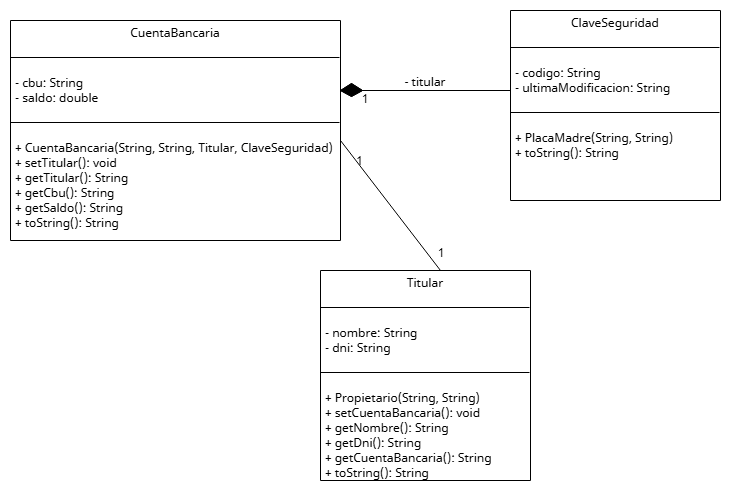 CuentaBancaria
- cbu: String
- saldo: double
+ CuentaBancaria(String, String, Titular, ClaveSeguridad)
+ setTitular(): void
+ getTitular(): String
+ getCbu(): String
+ getSaldo(): String
+ toString(): String
- titular
1
ClaveSeguridad
- codigo: String
- ultimaModificacion: String
+ PlacaMadre(String, String)
+ toString(): String
1
1
Titular
- nombre: String
- dni: String
+ Propietario(String, String)
+ setCuentaBancaria(): void
+ getNombre(): String
+ getDni(): String
+ getCuentaBancaria(): String
+ toString(): String